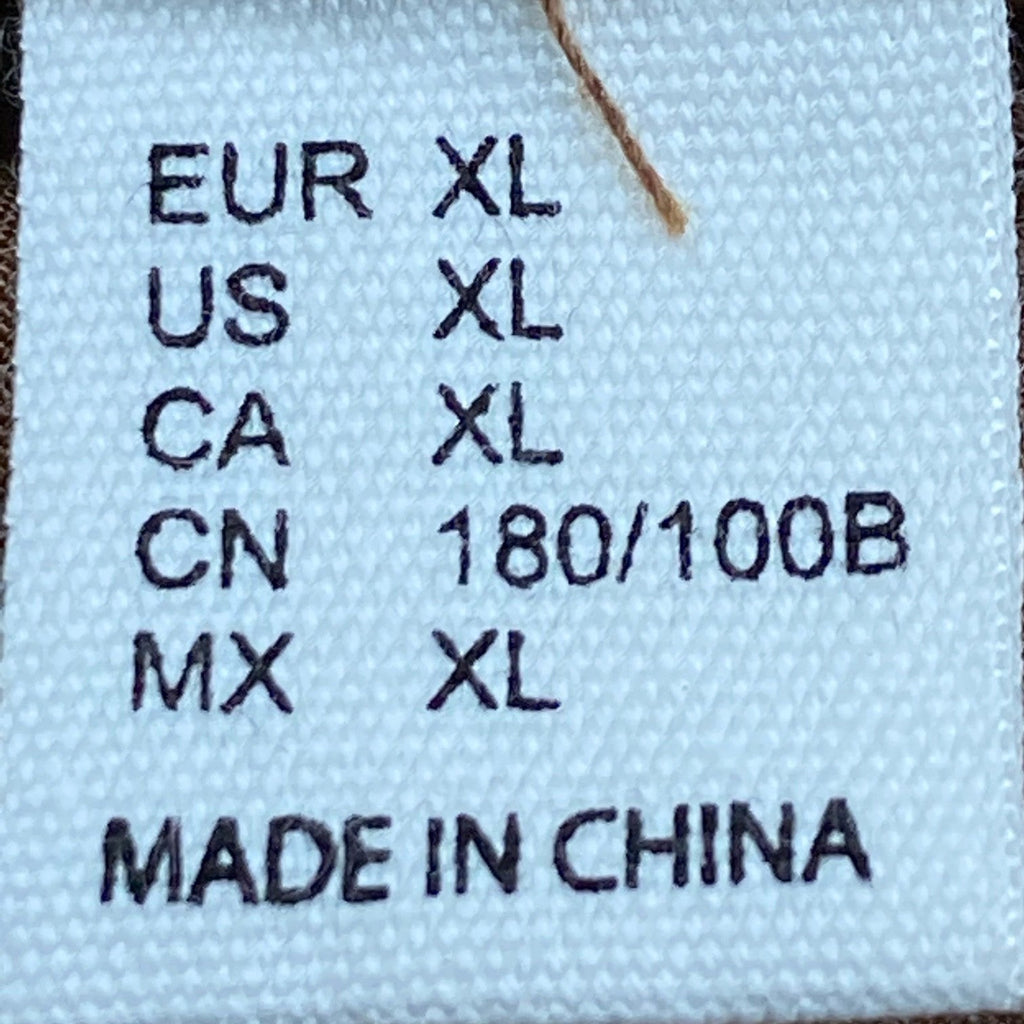 EUR XL
US XL
CA XL
CN 180/100B
MX XL
MADE IN CHINA